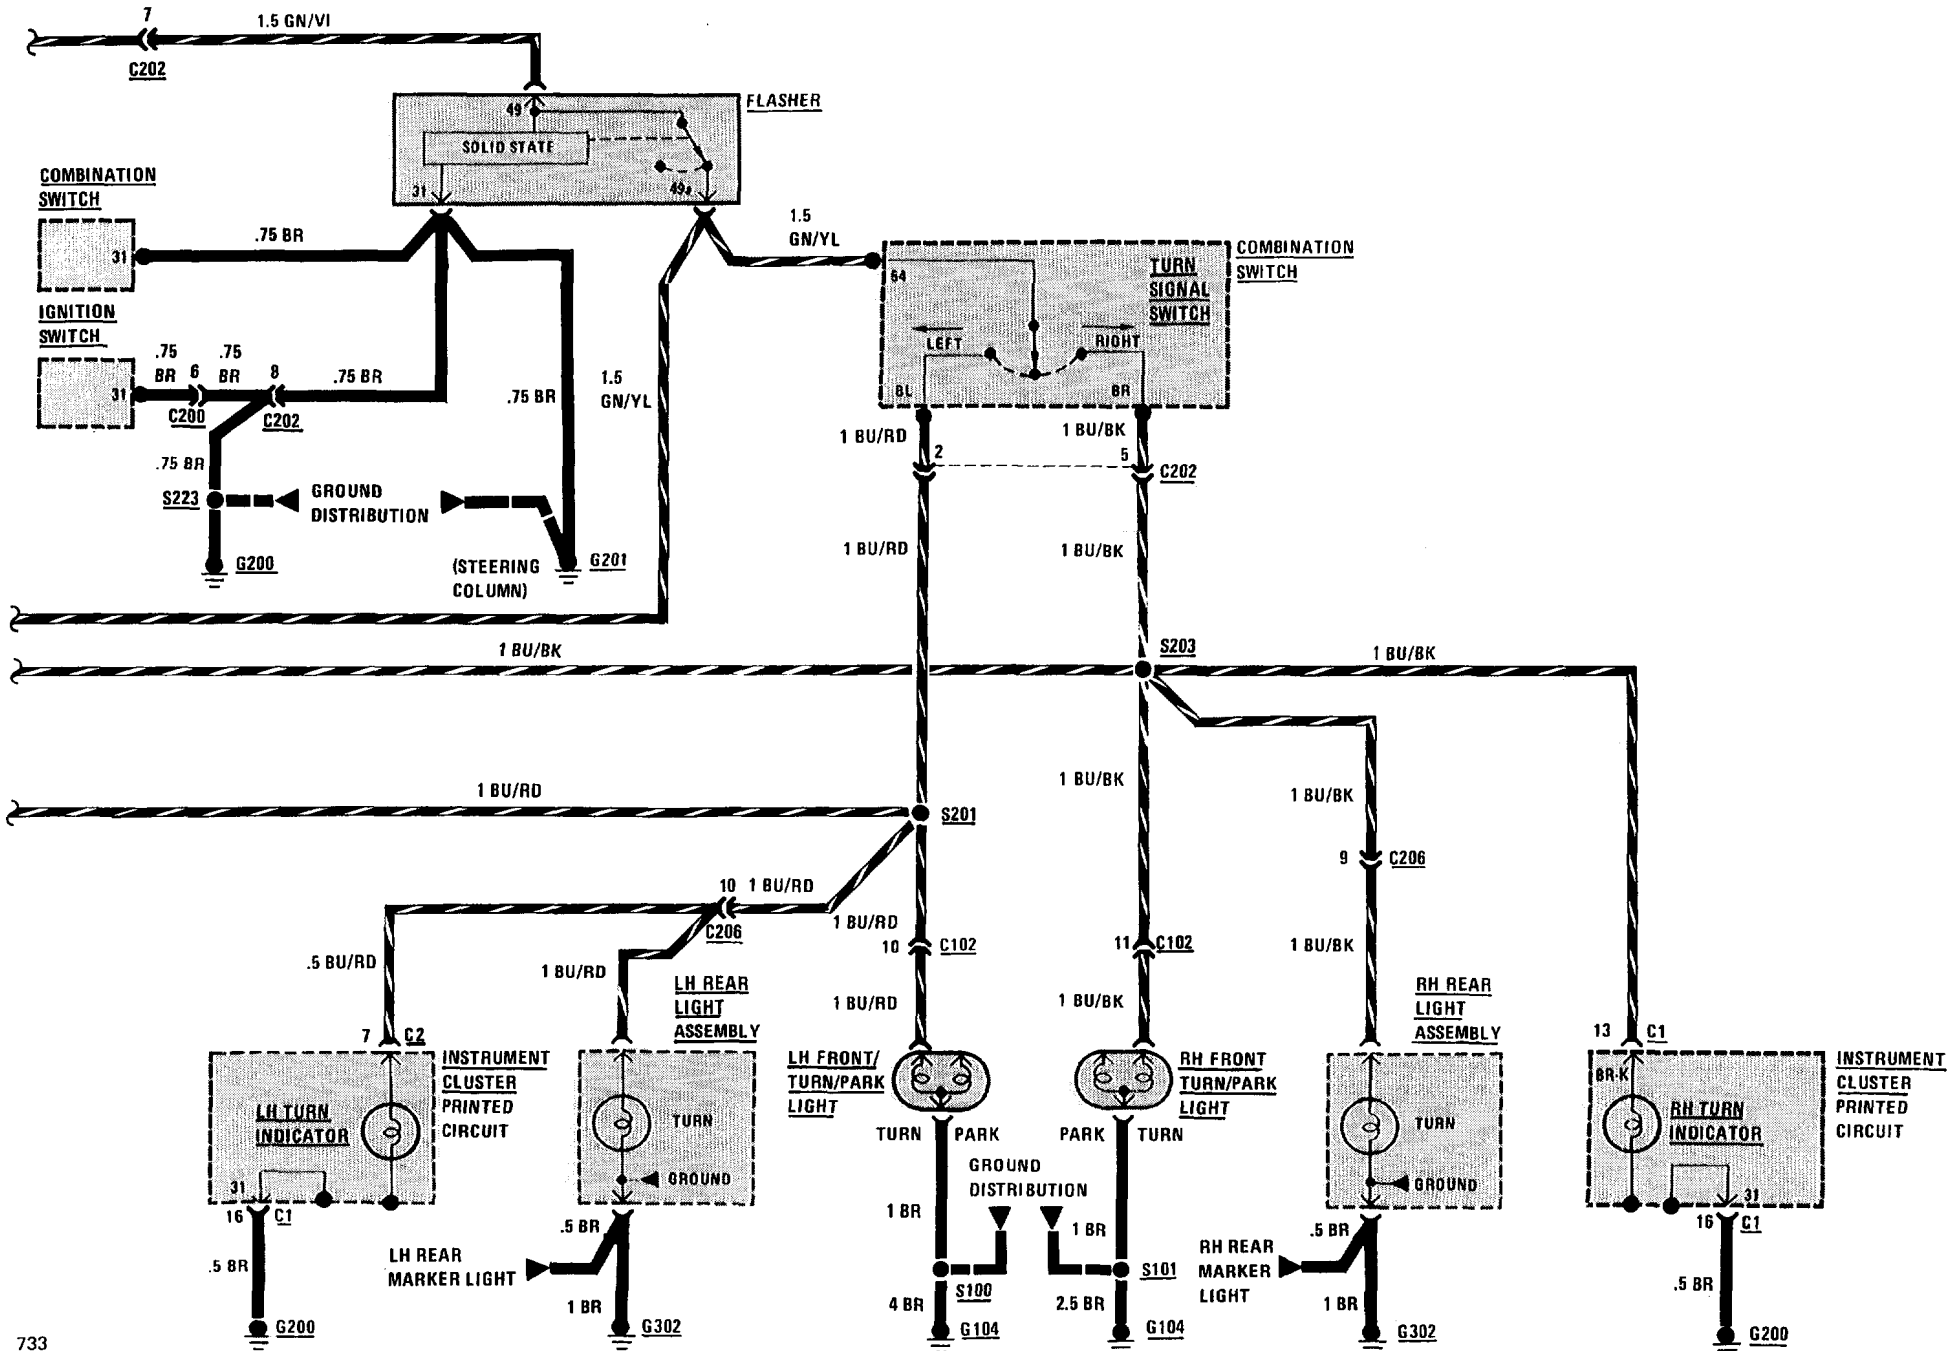 7
1.5 GN/VI
C202
FLASHER
49
SOLID STATE
31
49a
COMBINATION
SWITCH
31
.75 BR
IGNITION
SWITCH
31
.75
BR
6
.75
BR
8
.75 BR
C200
C202
.75 BR
S223
GROUND
DISTRIBUTION
G200
(STEERING
COLUMN)
G201
.75 BR
1.5
GN/YL
1.5
GN/YL
COMBINATION
SWITCH
64
TURN
SIGNAL
SWITCH
LEFT
RIGHT
BL
BR
1 BU/RD
1 BU/BK
2
5
C202
1 BU/RD
1 BU/BK
1 BU/BK
S203
1 BU/BK
1 BU/BK
1 BU/BK
1 BU/RD
S201
9
C206
10
1 BU/RD
C206
1 BU/RD
10
C102
11
C102
1 BU/BK
.5 BU/RD
1 BU/RD
1 BU/RD
1 BU/BK
7
C2
INSTRUMENT
CLUSTER
PRINTED
CIRCUIT
LH TURN
INDICATOR
31
16
C1
.5 BR
G200
LH REAR
LIGHT
ASSEMBLY
TURN
GROUND
.5 BR
LH REAR
MARKER LIGHT
1 BR
G302
LH FRONT/
TURN/PARK
LIGHT
TURN
PARK
GROUND
DISTRIBUTION
1 BR
S100
4 BR
G104
RH FRONT
TURN/PARK
LIGHT
PARK
TURN
1 BR
S101
2.5 BR
G104
RH REAR
LIGHT
ASSEMBLY
TURN
GROUND
.5 BR
RH REAR
MARKER
LIGHT
1 BR
G302
13
C1
INSTRUMENT
CLUSTER
PRINTED
CIRCUIT
BR-K
RH TURN
INDICATOR
31
16
C1
.5 BR
G200
733